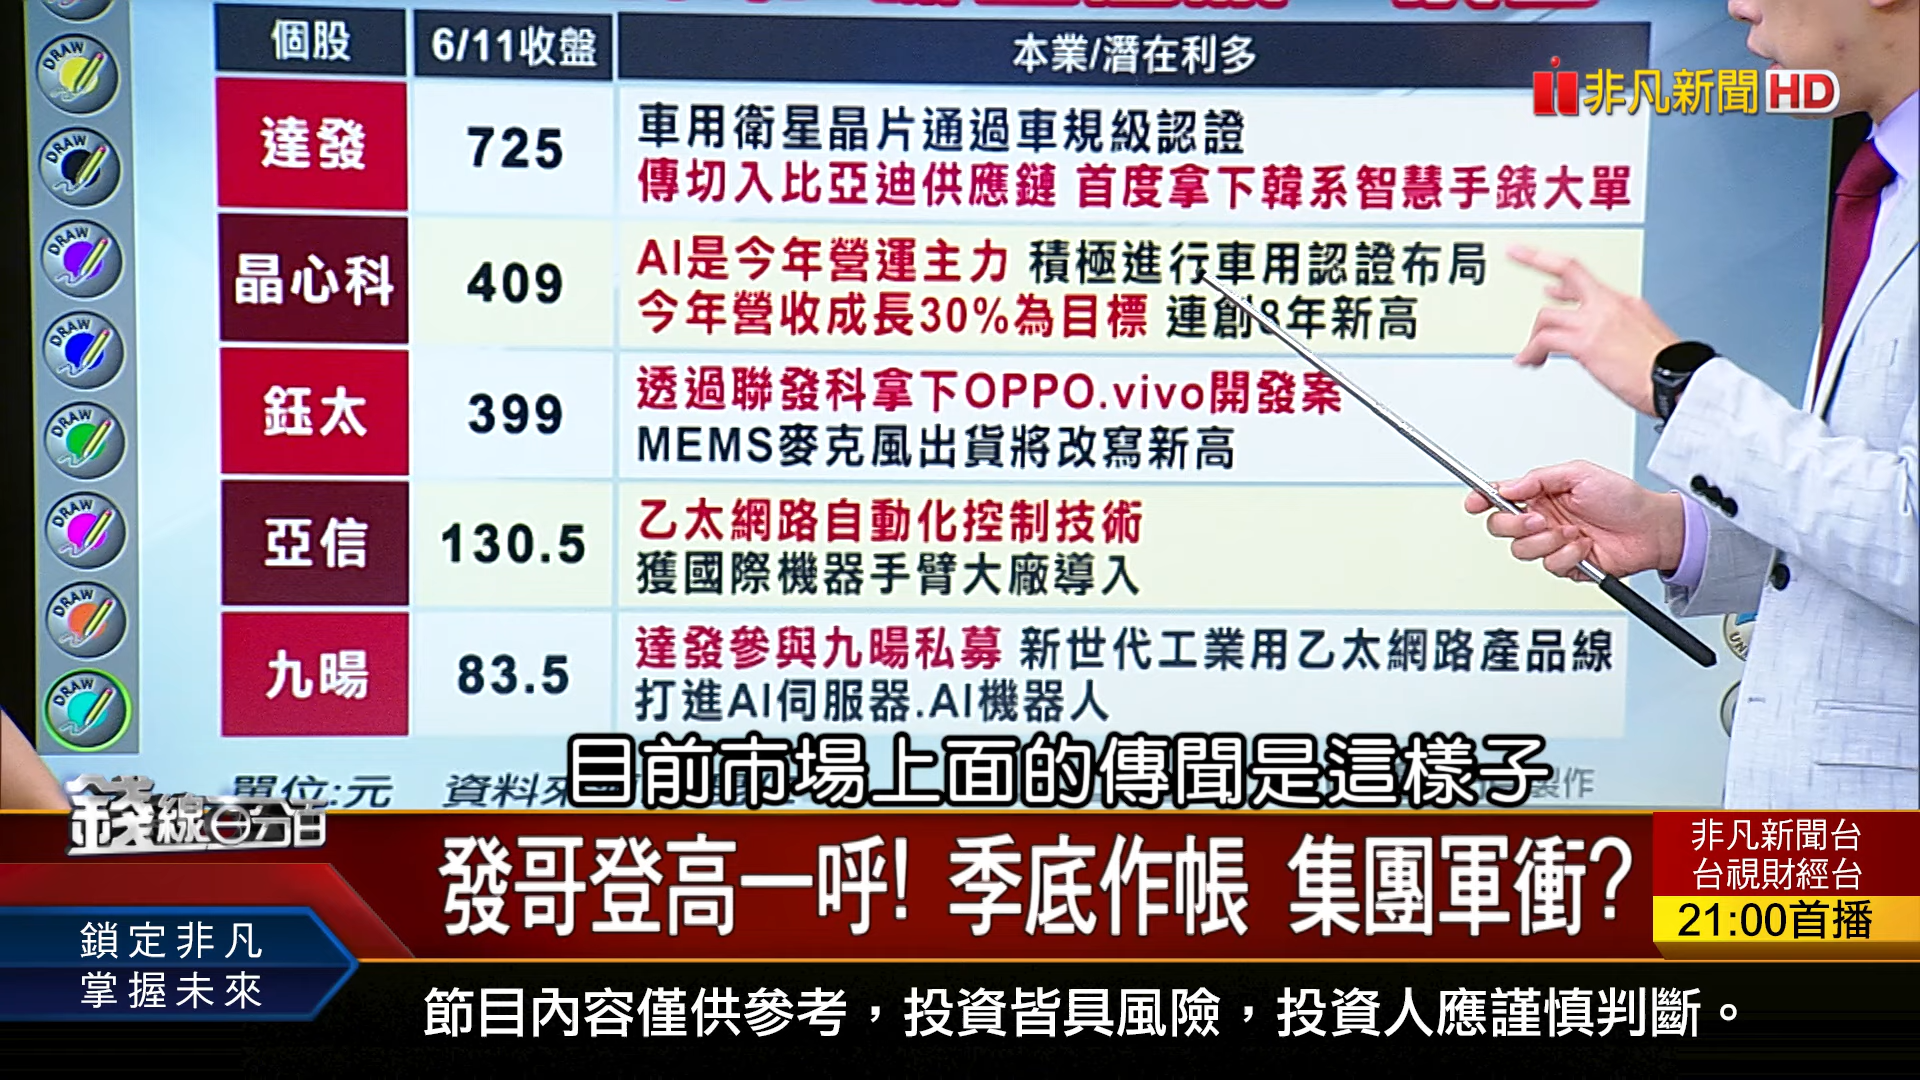 個股 6/11收盤 本業/潛在利多
達發 725 車用衛星晶片通過車規級認證
傳切入比亞迪供應鏈 首度拿下韓系智慧手錶大單
晶心科 409 AI是今年營運主力 積極進行車用認證布局
今年營收成長30%為目標 連創8年新高
鈺太 399 透過聯發科拿下OPPO.vivo開發案
MEMS麥克風出貨將改寫新高
亞信 130.5 乙太網路自動化控制技術
獲國際機器手臂大廠導入
九暘 83.5 達發參與九暘私募 新世代工業用乙太網路產品線
打進AI伺服器.AI機器人
單位:元 資料來 製作
DRAW
DRAW
DRAW
DRAW
DRAW
DRAW
DRAW
DRAW
非凡新聞HD
目前市場上面的傳聞是這樣子
錢線百分百
發哥登高一呼! 季底作帳 集團軍衝?
非凡新聞台
台視財經台
21:00首播
鎖定非凡
掌握未來
節目內容僅供參考，投資皆具風險，投資人應謹慎判斷。